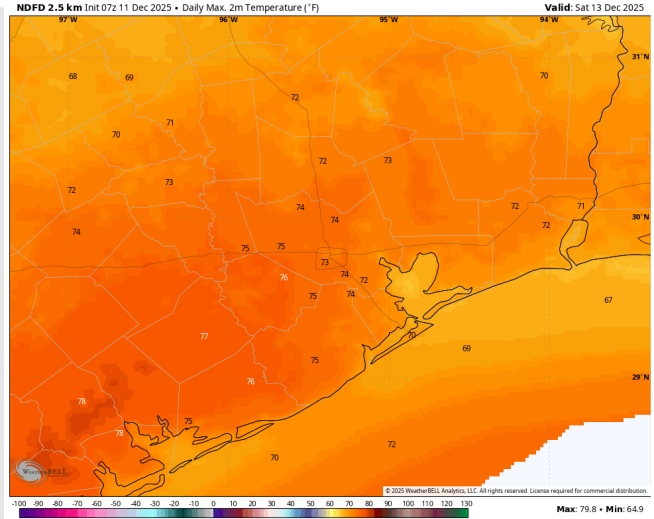 NDFD 2.5 km Init 07z 11 Dec 2025 • Daily Max. 2m Temperature (°F) Valid: Sat 13 Dec 2025
97°W 96°W 95°W 94°W
31°N
68 69 70
72
71
70
72 73
73
72
74 72 71
74 72
30°N
74
75 75
73
76 74 72
75 74
67
77 70
69
75
29°N
76
78
75
78
72
70
WEATHERBELL
© 2025 WeatherBELL Analytics, LLC. All rights reserved. License required for commercial distribution.
-100 -90 -80 -70 -60 -50 -40 -30 -20 -10 0 10 20 30 40 50 60 70 80 90 100 110 120 130
Max: 79.8 • Min: 64.9